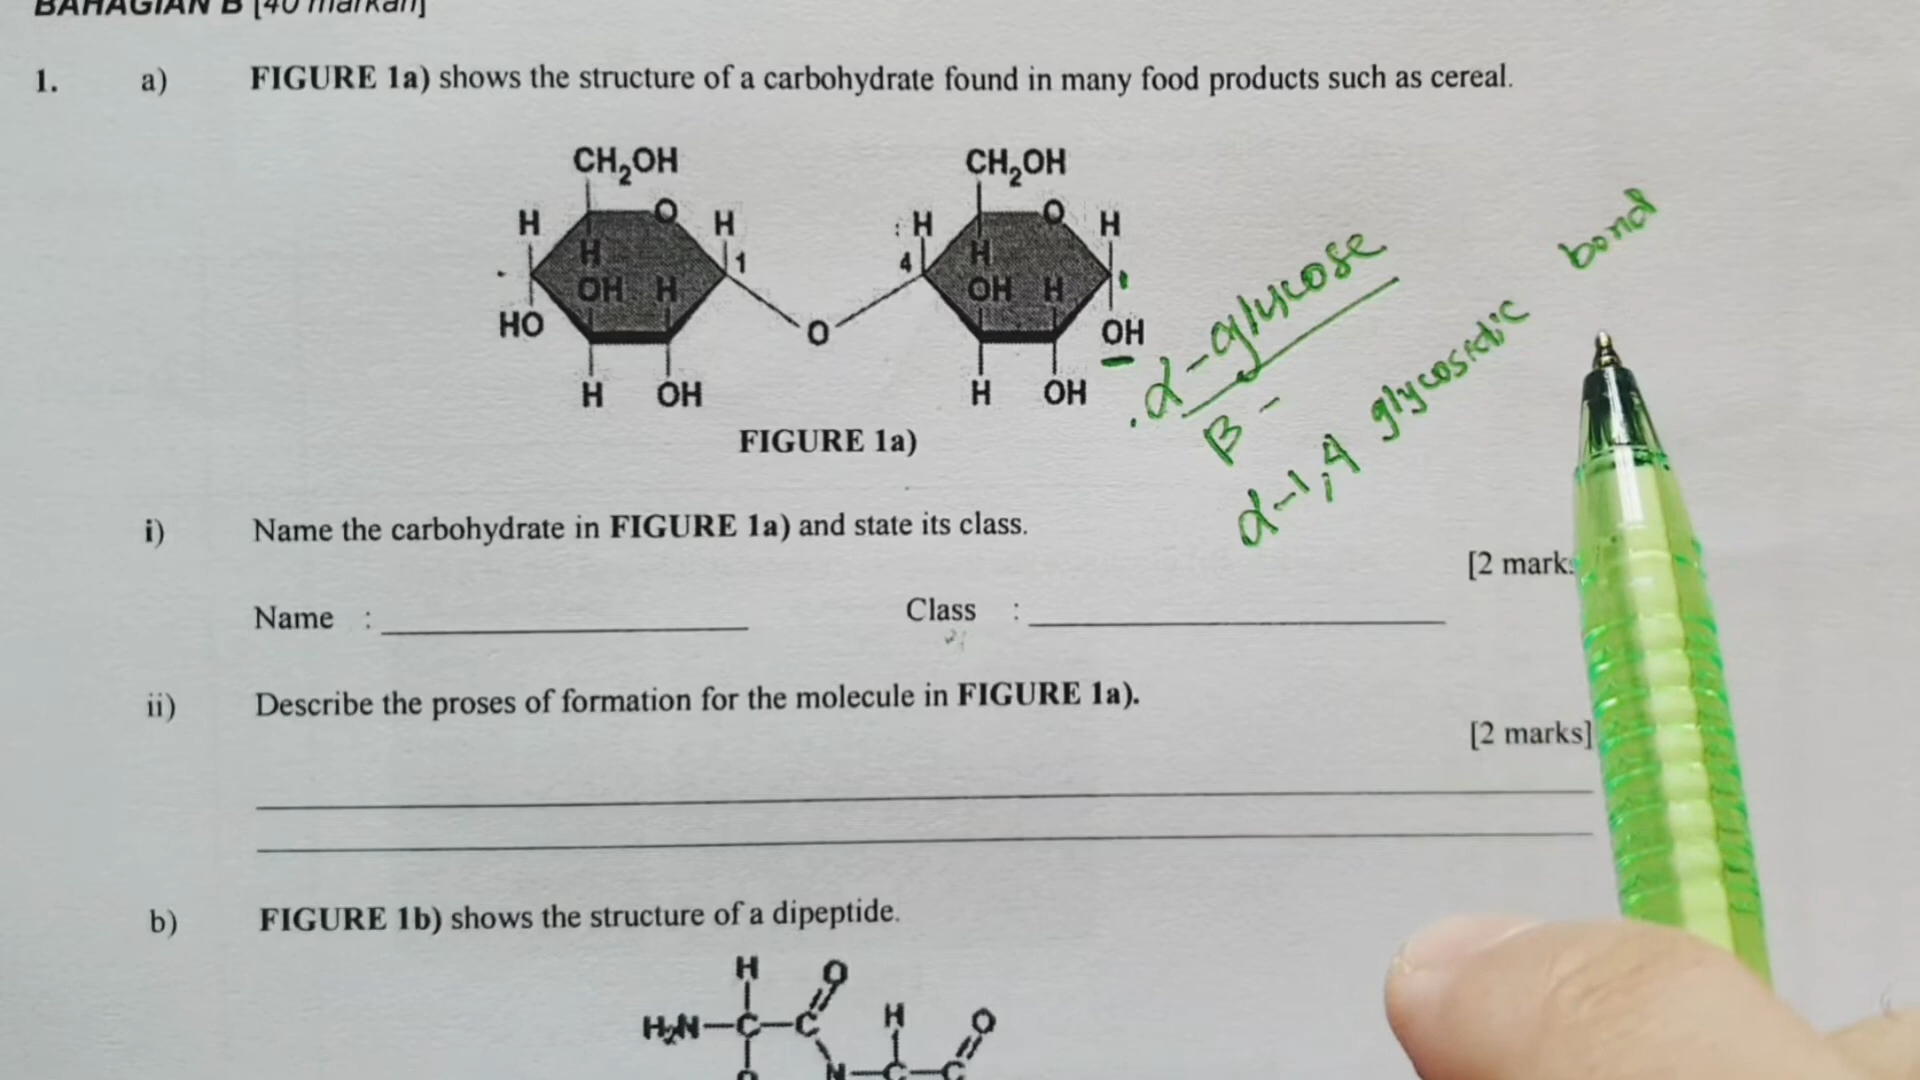 BAHAGIAN B [40 markah]
1. a) FIGURE 1a) shows the structure of a carbohydrate found in many food products such as cereal.
CH₂OH CH₂OH
H O H H O H
H 1 4 H
OH H OH H
HO O OH
H OH H OH
FIGURE 1a)
α-glycose
B -
α-1,4 glycosidic bond
i) Name the carbohydrate in FIGURE 1a) and state its class.
[2 marks
Name : Class :
ii) Describe the proses of formation for the molecule in FIGURE 1a).
[2 marks]
b) FIGURE 1b) shows the structure of a dipeptide.
H O
H₂N-C-C H O
N-C-C